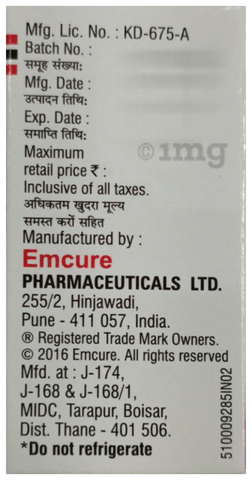 Mfg. Lic. No. : KD-675-A
Batch No. :
समूह संख्या:
Mfg. Date :
उत्पादन तिथि:
Exp. Date :
समाप्ति तिथि:
Maximum
retail price ₹ :
Inclusive of all taxes.
अधिकतम खुदरा मूल्य
समस्त करों सहित
Manufactured by :
Emcure
PHARMACEUTICALS LTD.
255/2, Hinjawadi,
Pune - 411 057, India.
® Registered Trade Mark Owners.
© 2016 Emcure. All rights reserved
Mfd. at : J-174,
J-168 & J-168/1,
MIDC, Tarapur, Boisar,
Dist. Thane - 401 506.
*Do not refrigerate
510009285IN02
©1mg